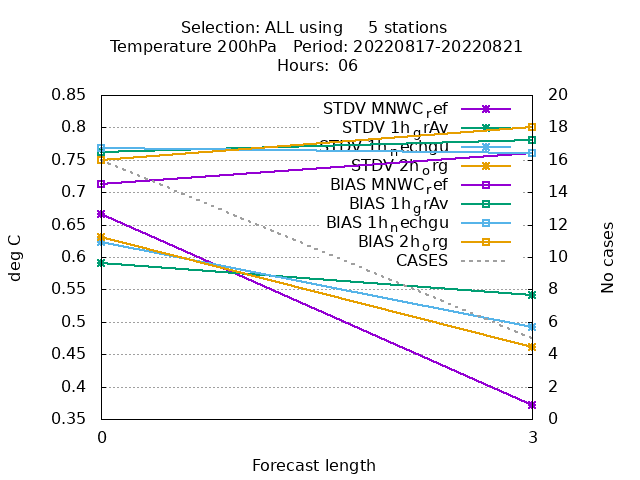 Selection: ALL using 5 stations
Temperature 200hPa Period: 20220817-20220821
Hours: 06
0.85
0.8
0.75
0.7
0.65
0.6
0.55
0.5
0.45
0.4
0.35
20
18
16
14
12
10
8
6
4
2
0
STDV MNWC_ref
STDV 1h_grAv
STDV 1h_nechgu
STDV 2h_org
BIAS MNWC_ref
BIAS 1h_grAv
BIAS 1h_nechgu
BIAS 2h_org
CASES
deg C
No cases
0
3
Forecast length